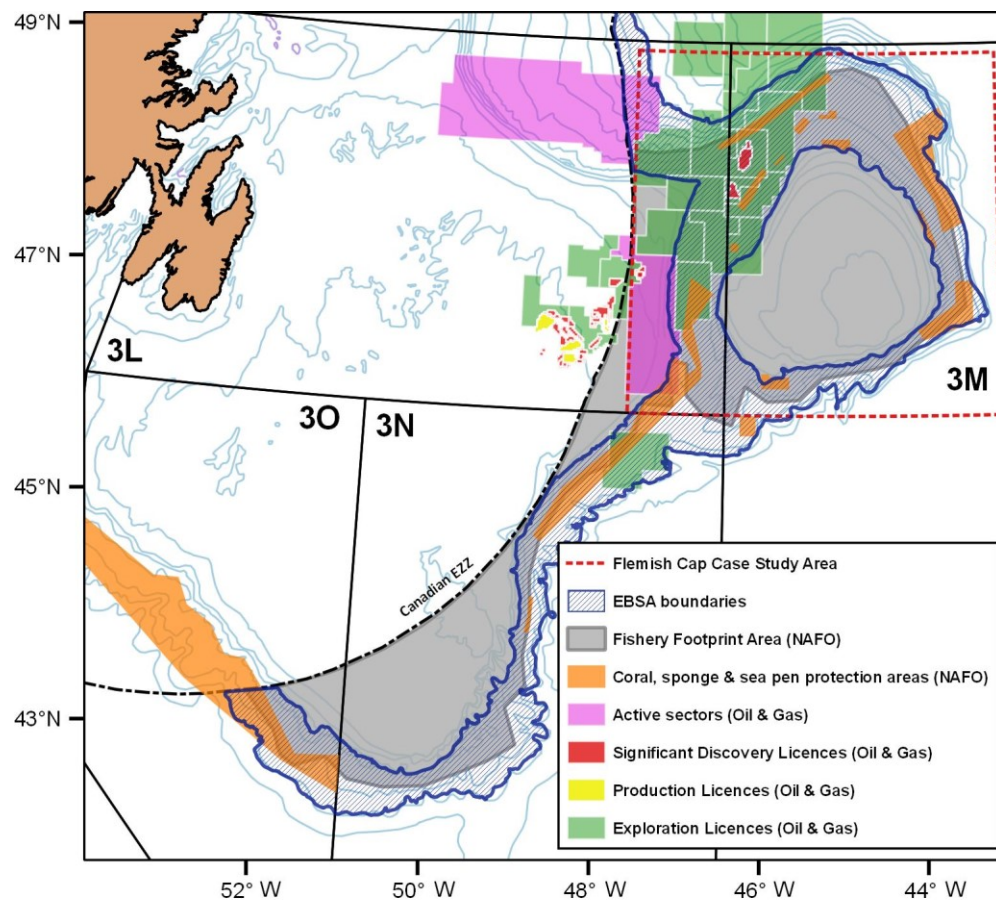 49°N
47°N
45°N
43°N
3L
3O
3N
3M
Canadian EZZ
Flemish Cap Case Study Area
EBSA boundaries
Fishery Footprint Area (NAFO)
Coral, sponge & sea pen protection areas (NAFO)
Active sectors (Oil & Gas)
Significant Discovery Licences (Oil & Gas)
Production Licences (Oil & Gas)
Exploration Licences (Oil & Gas)
52° W
50° W
48° W
46° W
44° W